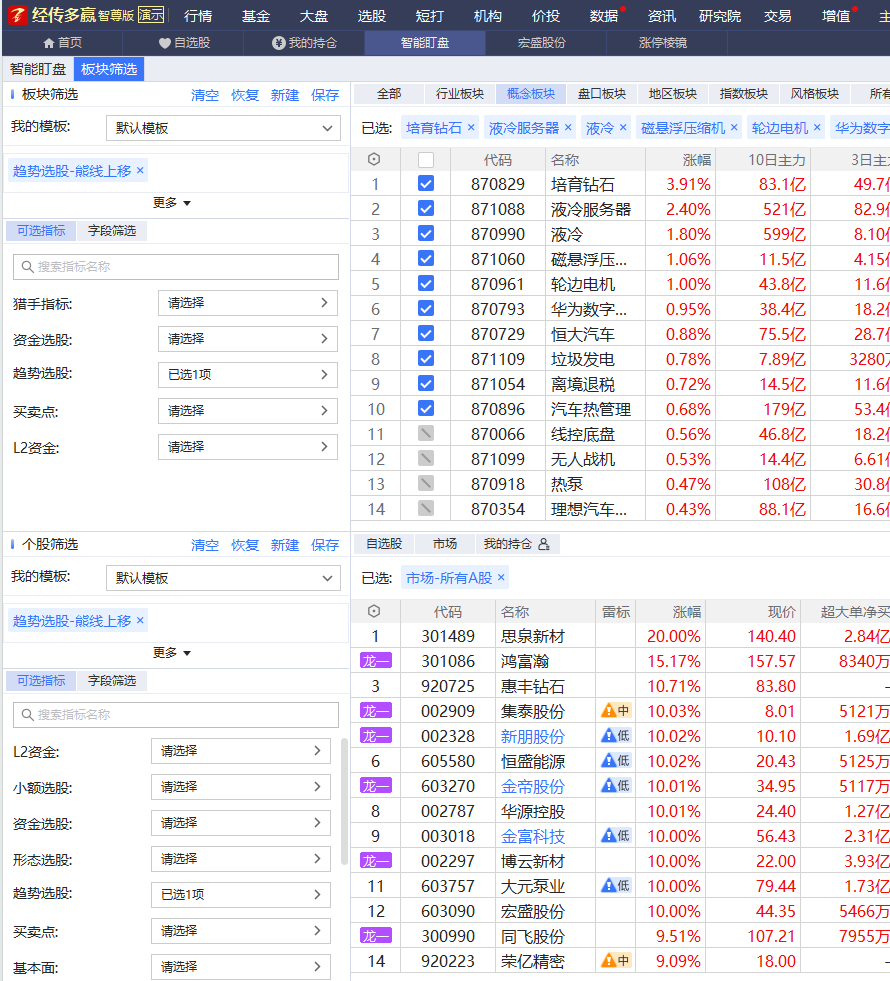 经传多赢 智尊版 演示 行情 基金 大盘 选股 短打 机构 价投 数据 资讯 研究院 交易 增值 主
首页 自选股 我的持仓 智能盯盘 宏盛股份 涨停棱镜
智能盯盘 板块筛选
板块筛选 清空 恢复 新建 保存
我的模板: 默认模板
趋势选股-能线上移 ×
更多
可选指标 字段筛选
搜索指标名称
猎手指标: 请选择
资金选股: 请选择
趋势选股: 已选1项
买卖点: 请选择
L2资金: 请选择
全部 行业板块 概念板块 盘口板块 地区板块 指数板块 风格板块 所有
已选: 培育钻石 × 液冷服务器 × 液冷 × 磁悬浮压缩机 × 轮边电机 × 华为数字
代码 名称 涨幅 10日主力 3日主力
1 870829 培育钻石 3.91% 83.1亿 49.7亿
2 871088 液冷服务器 2.40% 521亿 82.9亿
3 870990 液冷 1.80% 599亿 8.10亿
4 871060 磁悬浮压... 1.06% 11.5亿 4.15亿
5 870961 轮边电机 1.00% 43.8亿 11.6亿
6 870793 华为数字... 0.95% 38.4亿 18.2亿
7 870729 恒大汽车 0.88% 75.5亿 28.7亿
8 871109 垃圾发电 0.78% 7.89亿 3280万
9 871054 离境退税 0.72% 14.5亿 11.6亿
10 870896 汽车热管理 0.68% 179亿 53.4亿
11 870066 线控底盘 0.56% 46.8亿 18.2亿
12 871099 无人战机 0.53% 14.4亿 6.61亿
13 870918 热泵 0.47% 108亿 30.8亿
14 870354 理想汽车... 0.43% 88.1亿 16.6亿
个股筛选 清空 恢复 新建 保存
我的模板: 默认模板
趋势选股-能线上移 ×
更多
可选指标 字段筛选
搜索指标名称
L2资金: 请选择
小额选股: 请选择
资金选股: 请选择
形态选股: 请选择
趋势选股: 已选1项
买卖点: 请选择
基本面: 请选择
自选股 市场 我的持仓
已选: 市场-所有A股 ×
代码 名称 雷标 涨幅 现价 超大单净买
1 301489 思泉新材 20.00% 140.40 2.84亿
龙一 301086 鸿富瀚 15.17% 157.57 8340万
3 920725 惠丰钻石 10.71% 83.80 -
龙一 002909 集泰股份 中 10.03% 8.01 5121万
龙一 002328 新朋股份 低 10.02% 10.10 1.69亿
6 605580 恒盛能源 低 10.02% 20.43 5125万
龙一 603270 金帝股份 低 10.01% 34.95 5117万
8 002787 华源控股 10.01% 24.40 1.27亿
9 003018 金富科技 低 10.00% 56.43 2.31亿
龙一 002297 博云新材 10.00% 22.00 3.93亿
11 603757 大元泵业 低 10.00% 79.44 1.73亿
12 603090 宏盛股份 10.00% 44.35 5466万
龙一 300990 同飞股份 9.51% 107.21 7955万
14 920223 荣亿精密 中 9.09% 18.00 -